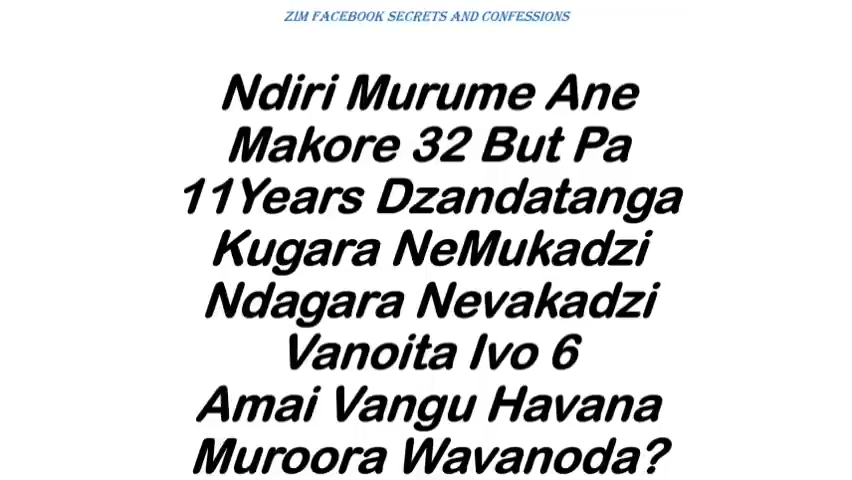 ZIM FACEBOOK SECRETS AND CONFESSIONS
Ndiri Murume Ane
Makore 32 But Pa
11Years Dzandatanga
Kugara NeMukadzi
Ndagara Nevakadzi
Vanoita Ivo 6
Amai Vangu Havana
Muroora Wavanoda?